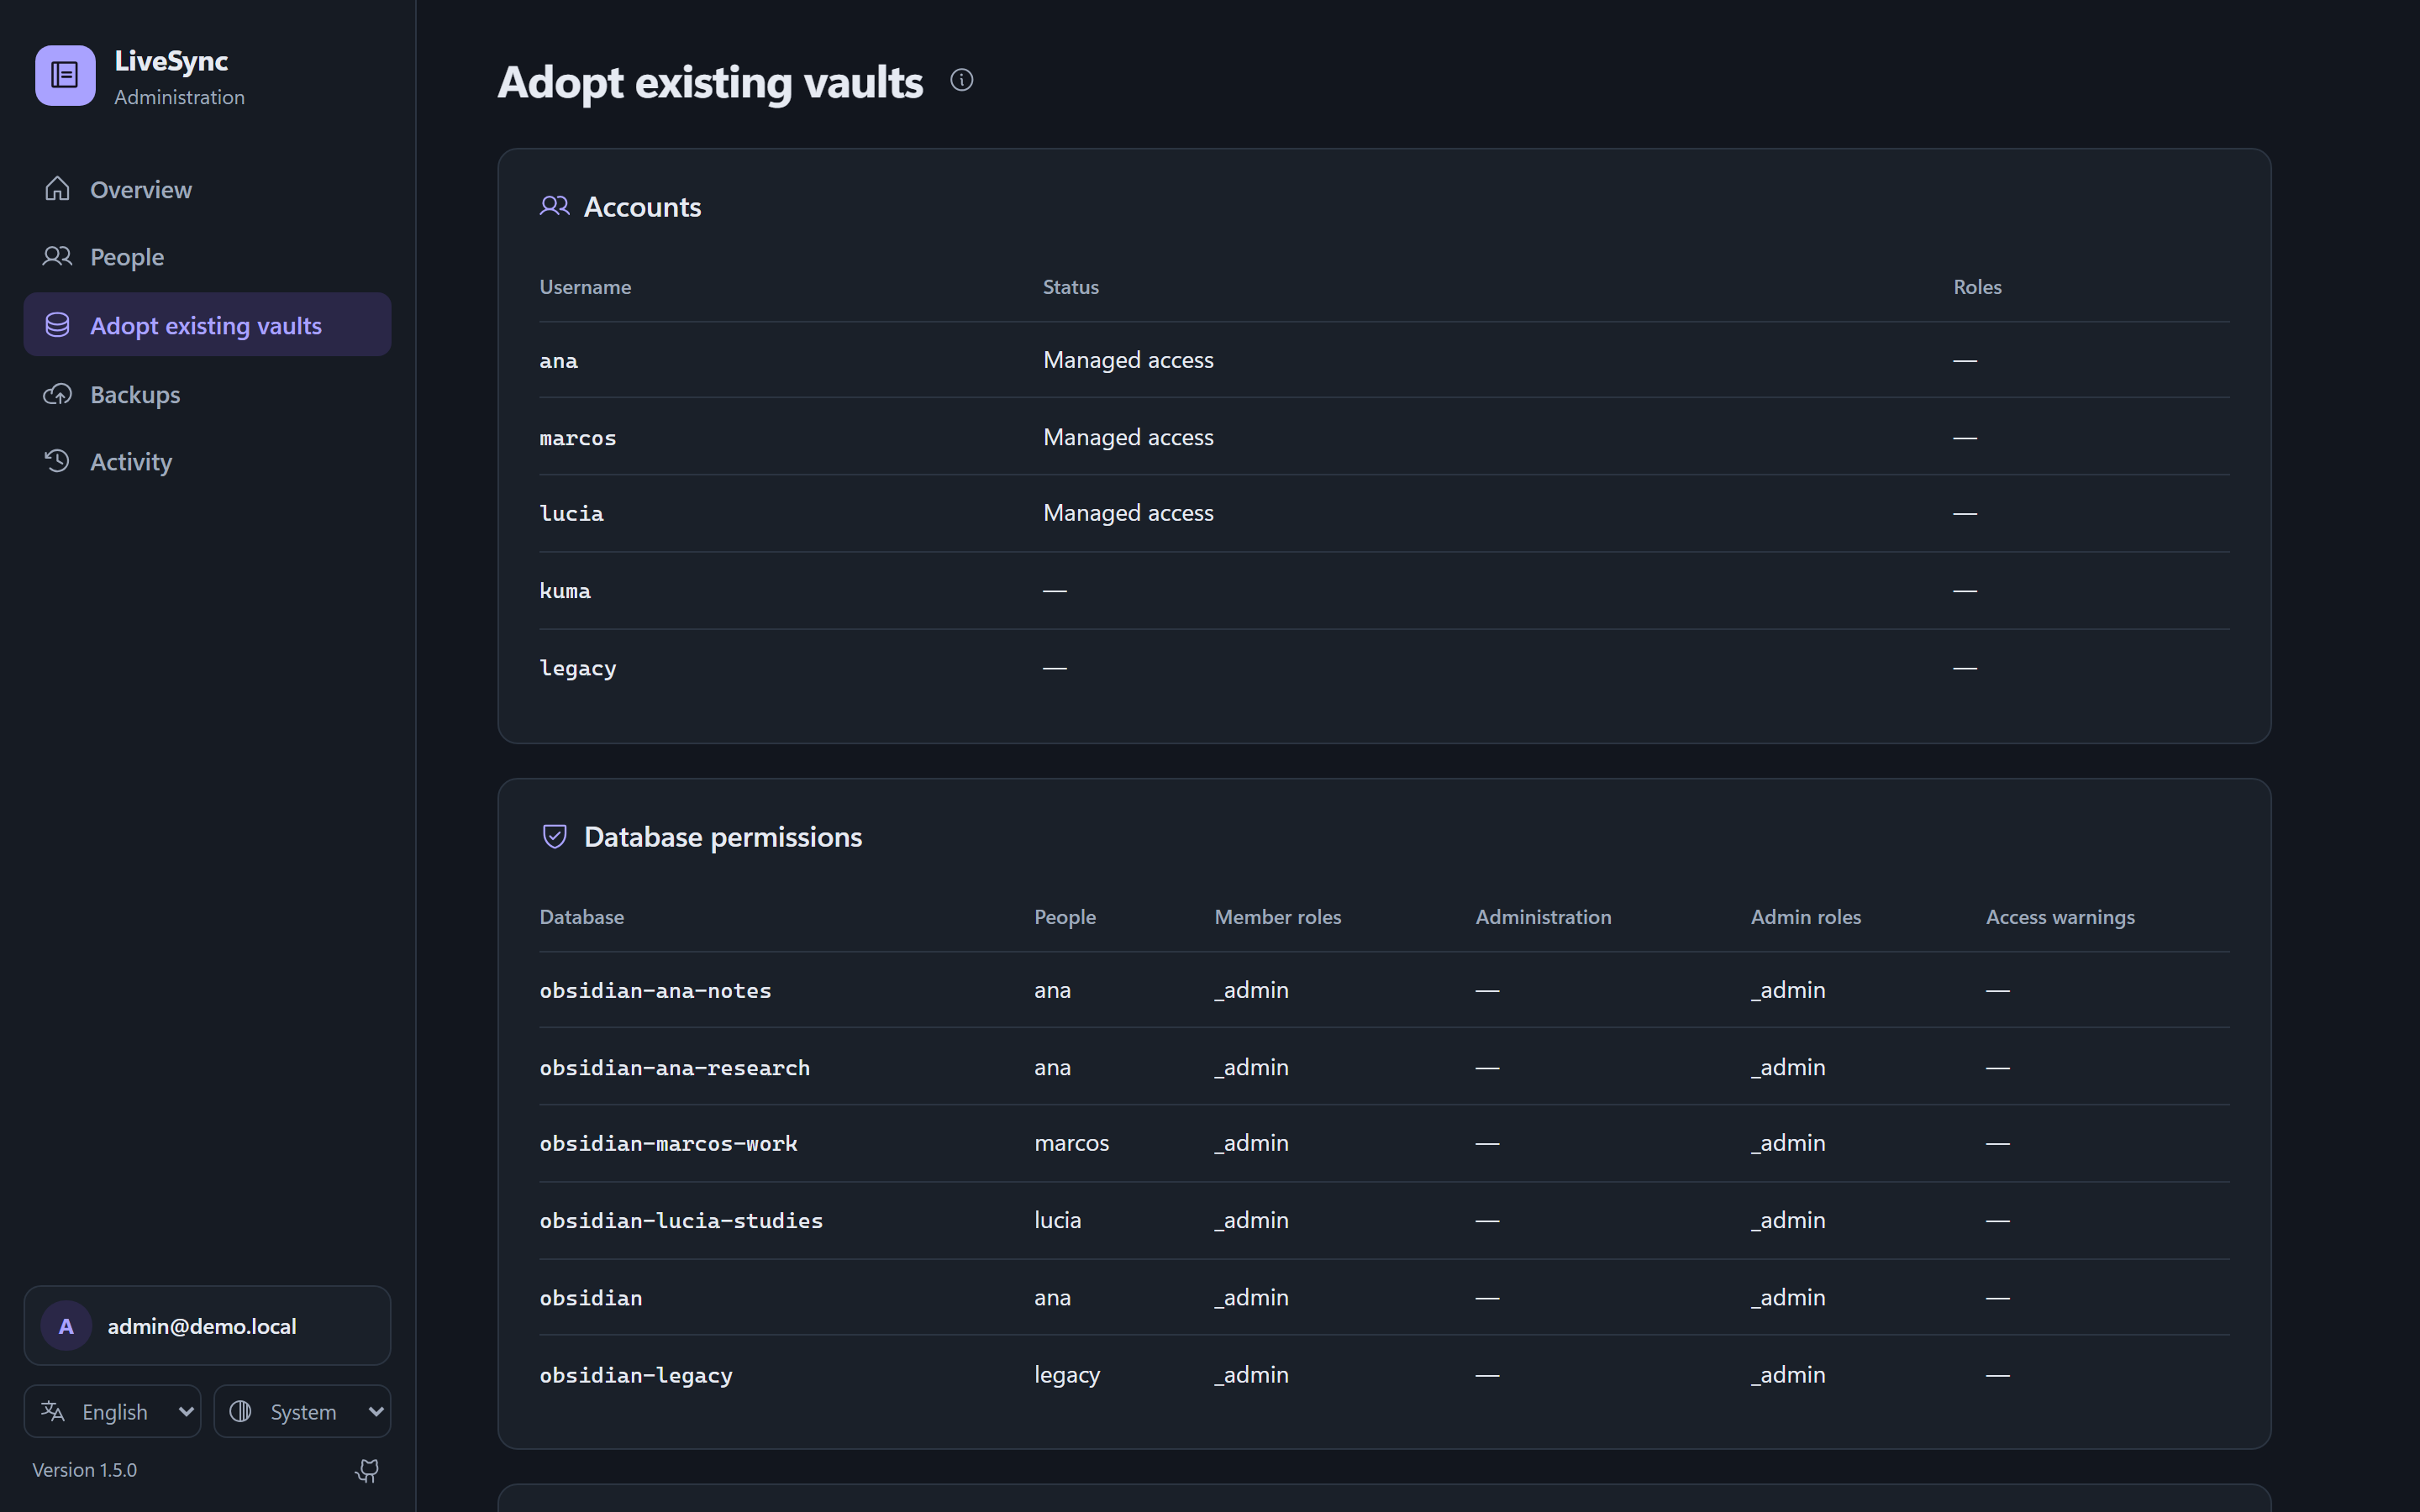 LiveSync
Administration
Overview
People
Adopt existing vaults
Backups
Activity
A admin@demo.local
English System
Version 1.5.0
Adopt existing vaults
Accounts
Username Status Roles
ana Managed access —
marcos Managed access —
lucia Managed access —
kuma — —
legacy — —
Database permissions
Database People Member roles Administration Admin roles Access warnings
obsidian-ana-notes ana _admin — _admin —
obsidian-ana-research ana _admin — _admin —
obsidian-marcos-work marcos _admin — _admin —
obsidian-lucia-studies lucia _admin — _admin —
obsidian ana _admin — _admin —
obsidian-legacy legacy _admin — _admin —